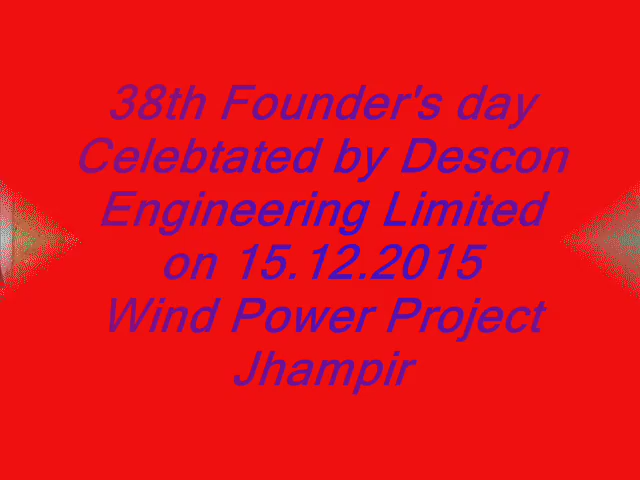 38th Founder's day
Celebtated by Descon
Engineering Limited
on 15.12.2015
Wind Power Project
Jhampir